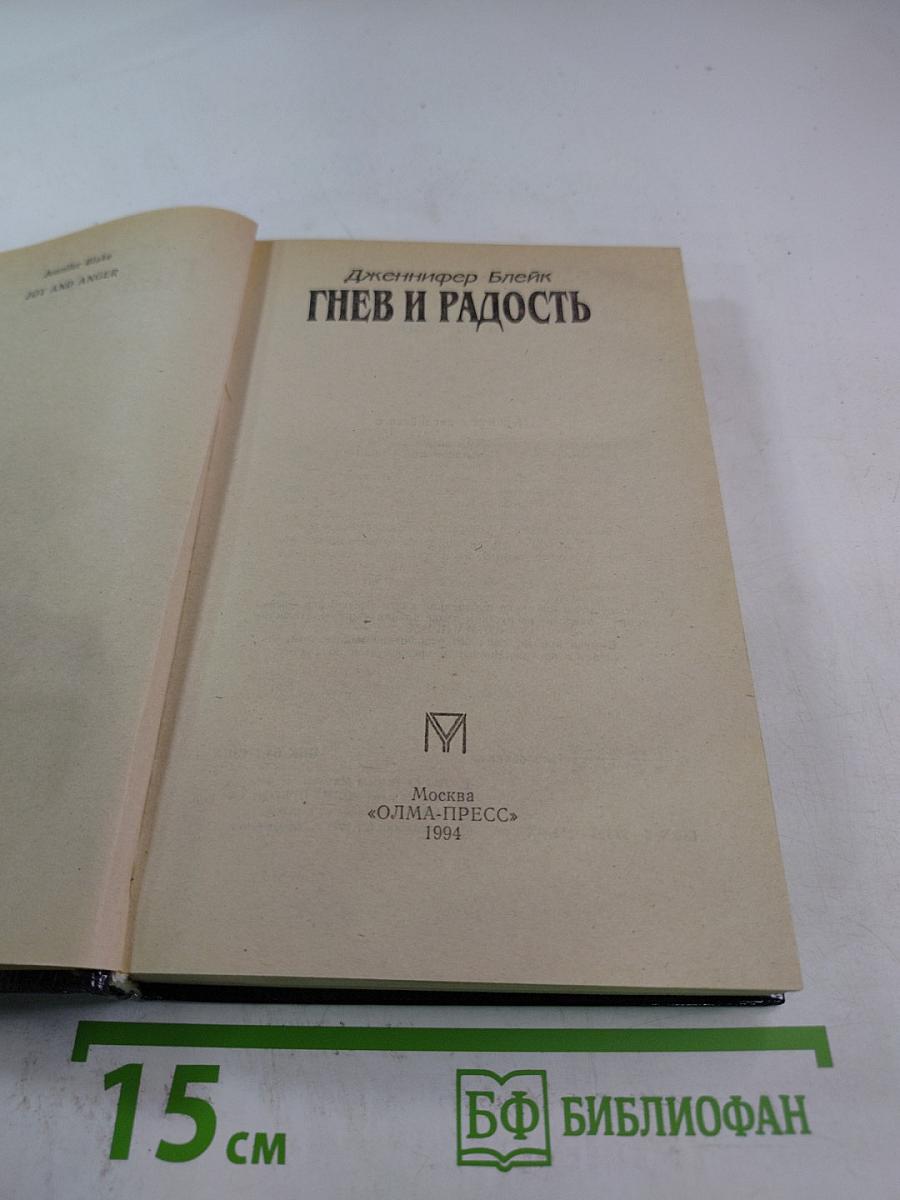 Jennifer Blake
JOY AND ANGER
Дженнифер Блейк
ГНЕВ И РАДОСТЬ
Москва
«ОЛМА-ПРЕСС»
1994
15 см
БФ БИБЛИОФАН